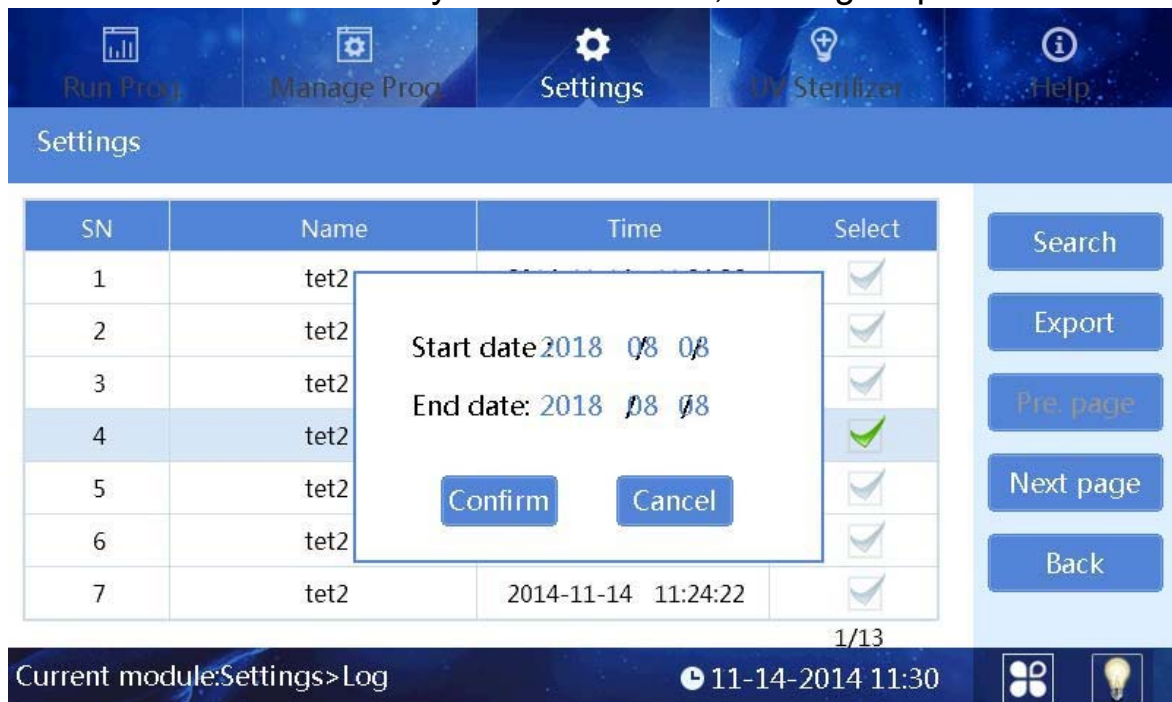 Run Prog.
Manage Prog.
Settings
UV Sterilizer
Help
Settings
SN Name Time Select
1 tet2
2 tet2
3 tet2
4 tet2
5 tet2
6 tet2
7 tet2 2014-11-14 11:24:22
Start date: 2018 / 08 / 08
End date: 2018 / 08 / 08
Confirm Cancel
Search
Export
Pre. page
Next page
Back
1/13
Current module:Settings>Log
11-14-2014 11:30